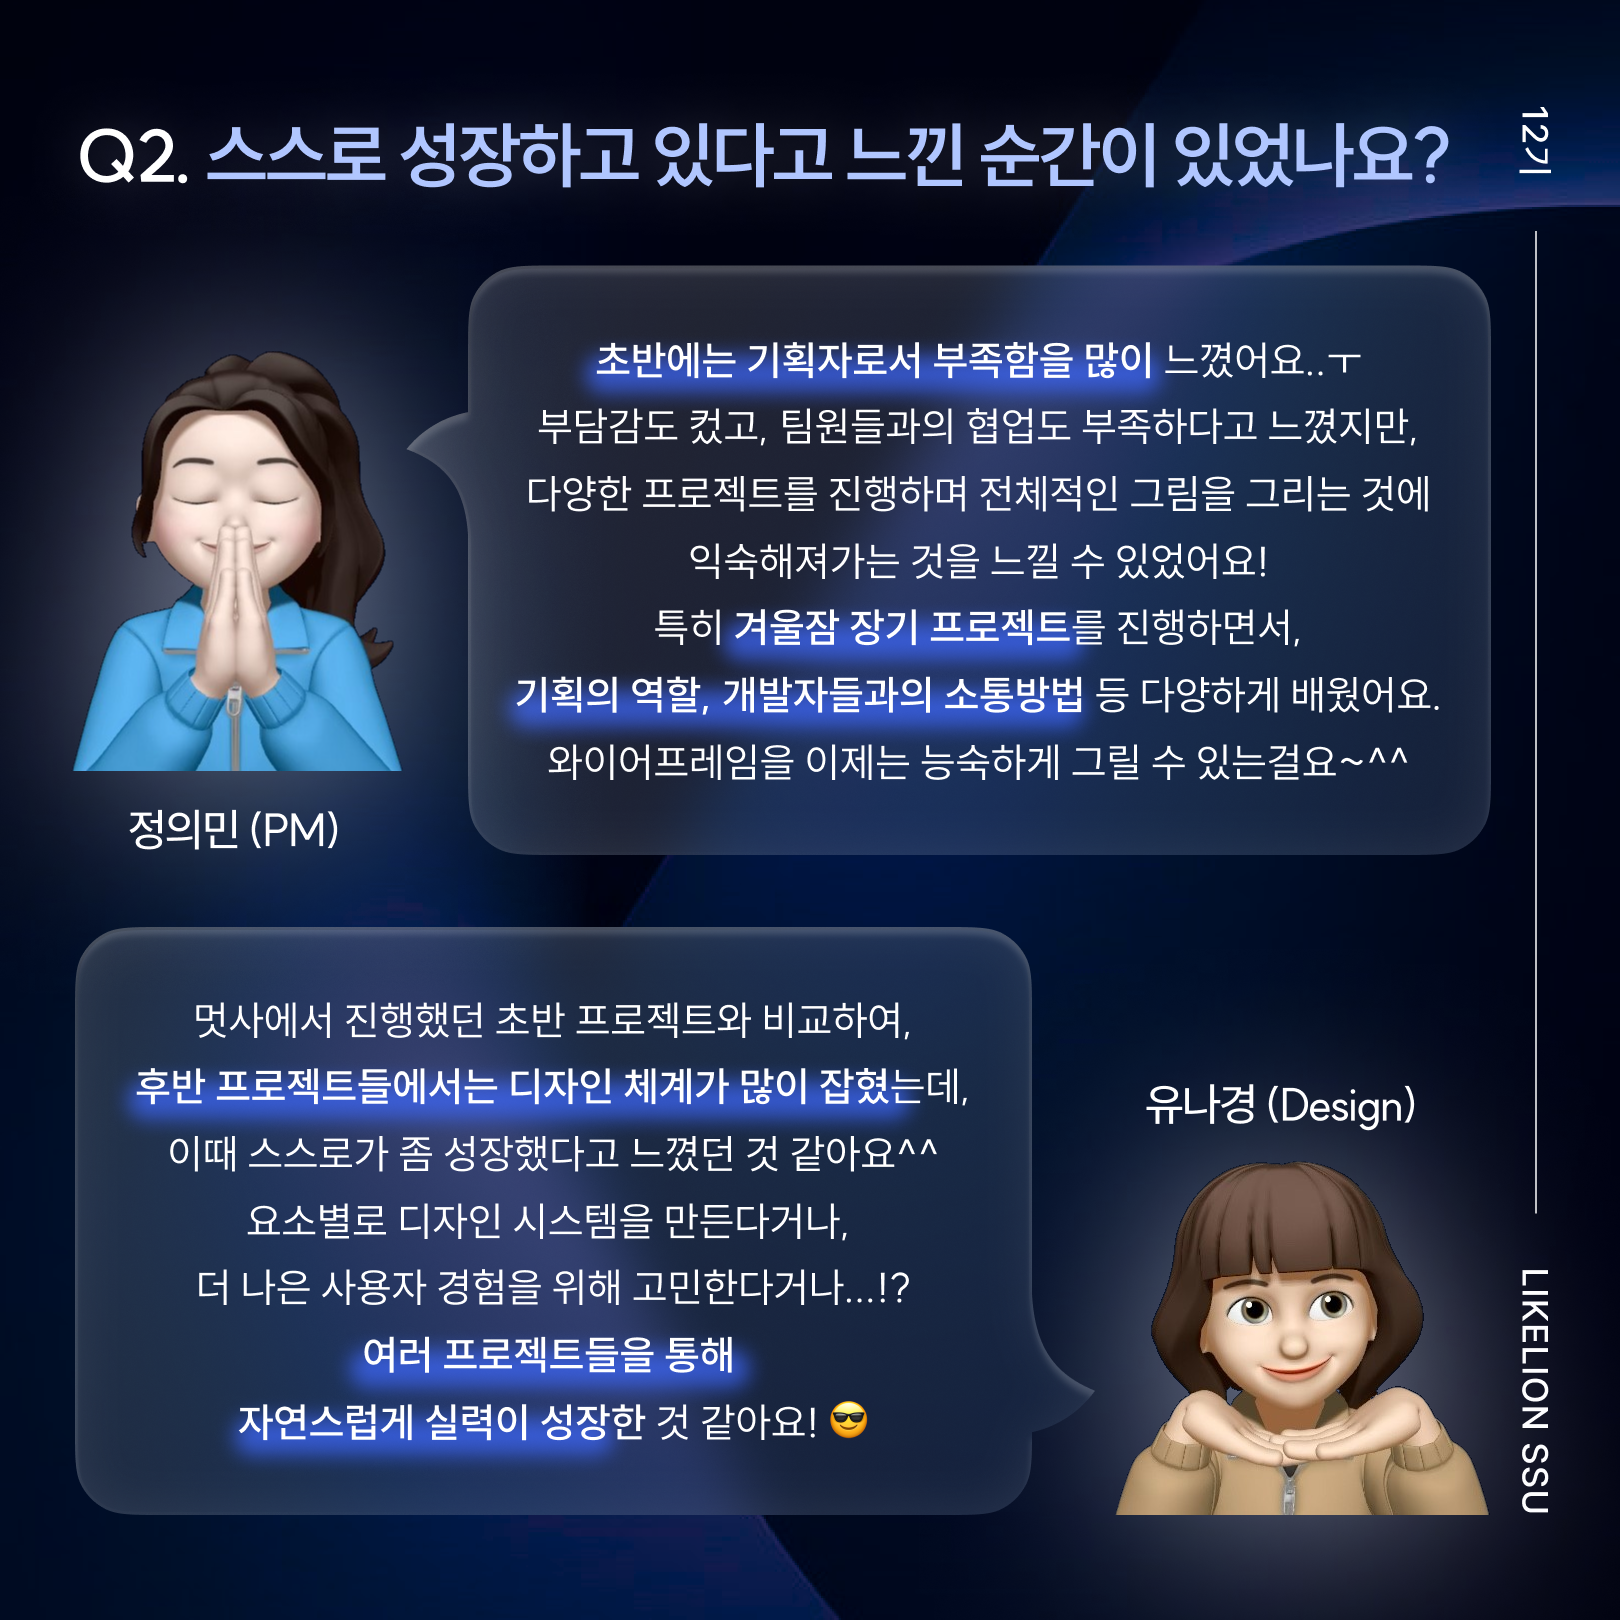 Q2. 스스로 성장하고 있다고 느낀 순간이 있었나요?
12기
초반에는 기획자로서 부족함을 많이 느꼈어요..ㅜ
부담감도 컸고, 팀원들과의 협업도 부족하다고 느꼈지만,
다양한 프로젝트를 진행하며 전체적인 그림을 그리는 것에
익숙해져가는 것을 느낄 수 있었어요!
특히 겨울잠 장기 프로젝트를 진행하면서,
기획의 역할, 개발자들과의 소통방법 등 다양하게 배웠어요.
와이어프레임을 이제는 능숙하게 그릴 수 있는걸요~^^
정의민 (PM)
멋사에서 진행했던 초반 프로젝트와 비교하여,
후반 프로젝트들에서는 디자인 체계가 많이 잡혔는데,
이때 스스로가 좀 성장했다고 느꼈던 것 같아요^^
요소별로 디자인 시스템을 만든다거나,
더 나은 사용자 경험을 위해 고민한다거나...!?
여러 프로젝트들을 통해
자연스럽게 실력이 성장한 것 같아요! 😎
유나경 (Design)
LIKELION SSU